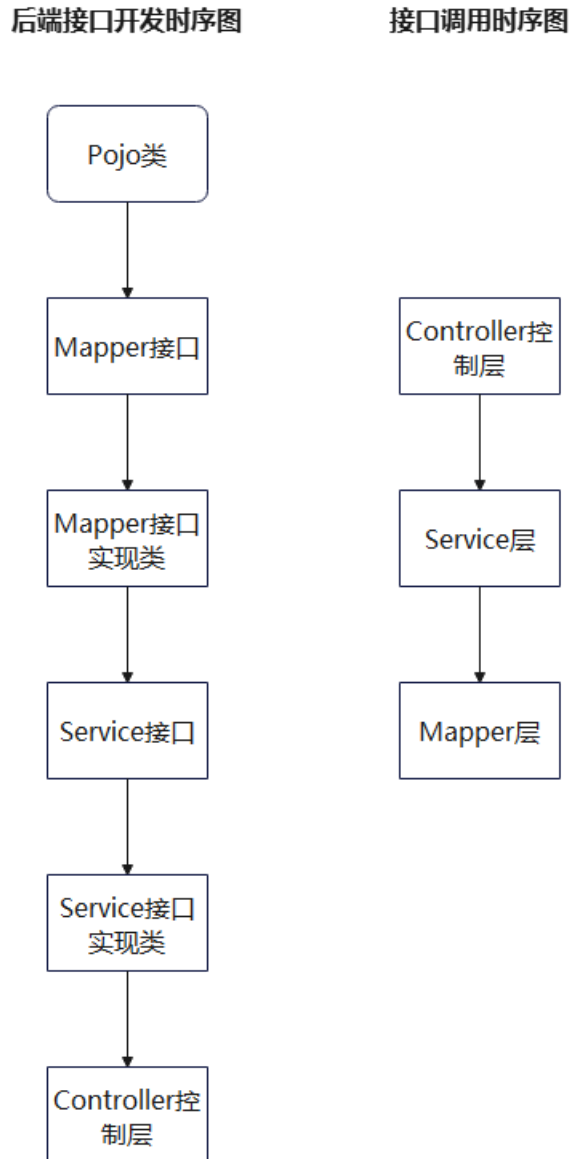 后端接口开发时序图
接口调用时序图
Pojo类
Mapper接口
Mapper接口
实现类
Service接口
Service接口
实现类
Controller控
制层
Controller控
制层
Service层
Mapper层